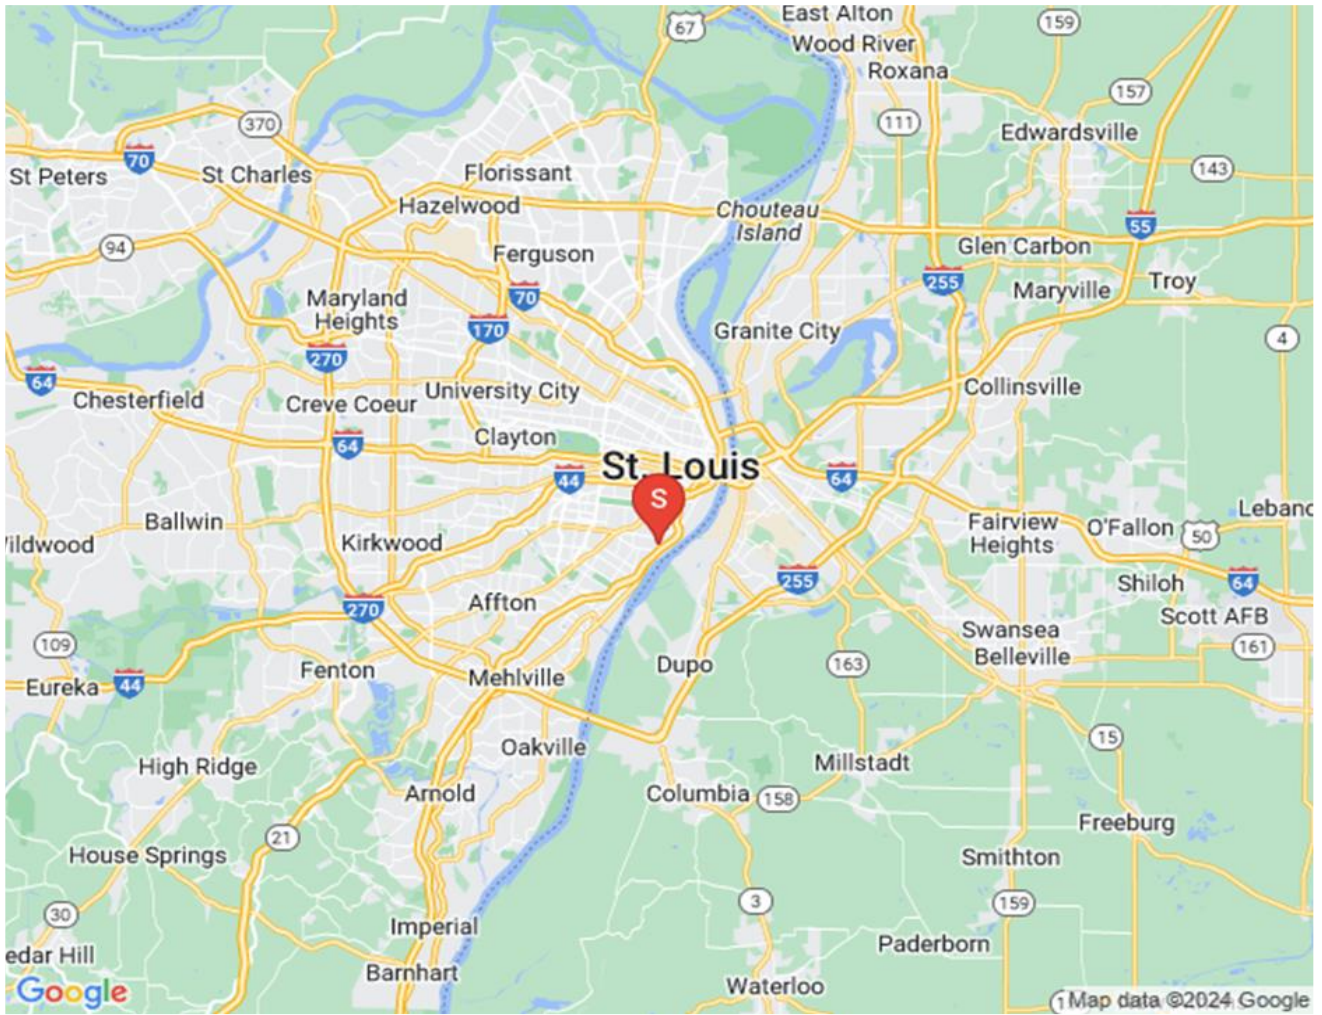 East Alton
67
159
Wood River
Roxana
157
370
111
Edwardsville
70
143
St Peters
St Charles
Florissant
Hazelwood
Chouteau
Island
55
94
Glen Carbon
Ferguson
255
Troy
Maryville
70
Maryland
Heights
170
Granite City
4
270
64
Collinsville
University City
Chesterfield
Creve Coeur
Clayton
64
St. Louis
44
64
S
Lebanc
Ballwin
Fairview
Heights
O'Fallon
50
Kirkwood
255
Shiloh
64
270
Affton
Scott AFB
109
Swansea
161
Belleville
163
Dupo
Fenton
Mehlville
Eureka
44
15
Oakville
Millstadt
High Ridge
Arnold
Columbia
158
Freeburg
21
House Springs
Smithton
3
159
30
Imperial
Paderborn
edar Hill
Barnhart
Waterloo
Google
Map data ©2024 Google